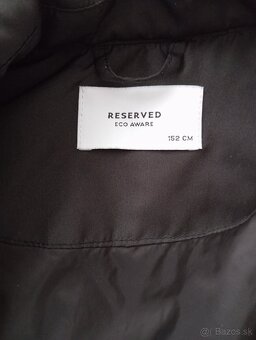 RESERVED
ECO AWARE
152 CM
Bazos.sk